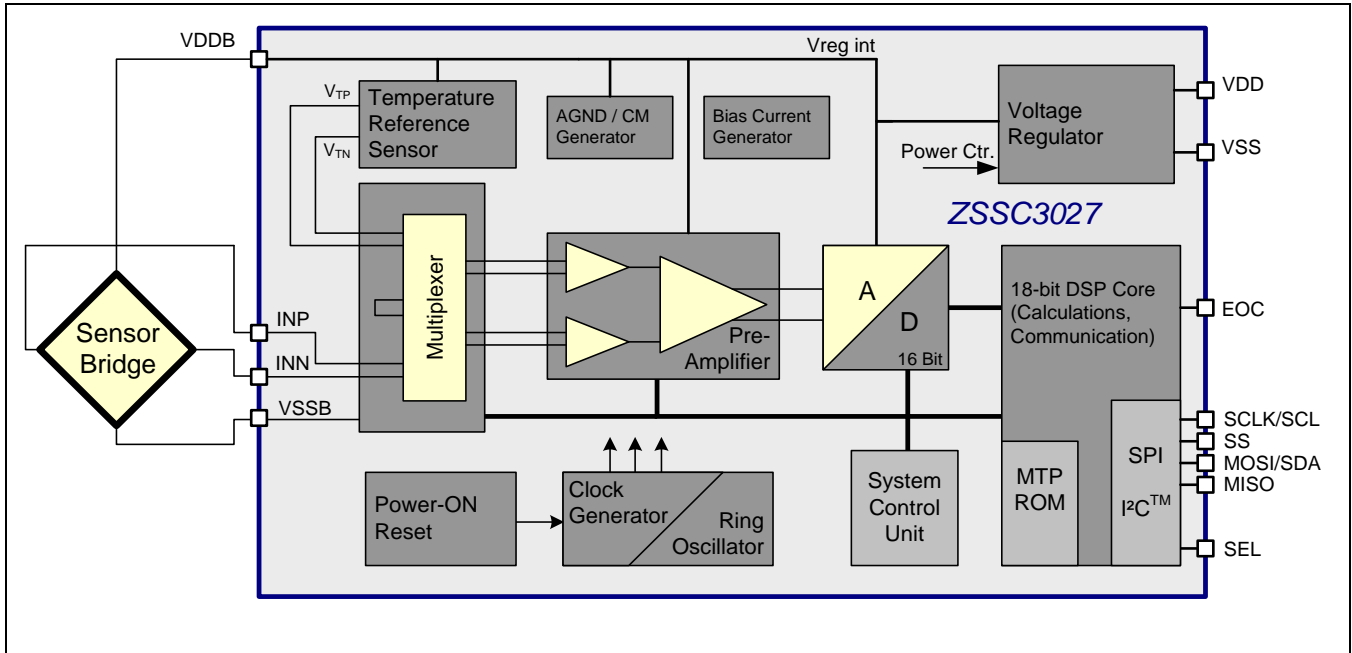 VDDB
Vreg int
VTP
Temperature
Reference
Sensor
VTN
AGND / CM
Generator
Bias Current
Generator
Voltage
Regulator
Power Ctr.
VDD
VSS
ZSSC3027
Multiplexer
Pre-
Amplifier
A
D
16 Bit
18-bit DSP Core
(Calculations,
Communication)
EOC
Sensor
Bridge
INP
INN
VSSB
Power-ON
Reset
Clock
Generator
Ring
Oscillator
System
Control
Unit
MTP
ROM
SPI
I²C™
SCLK/SCL
SS
MOSI/SDA
MISO
SEL